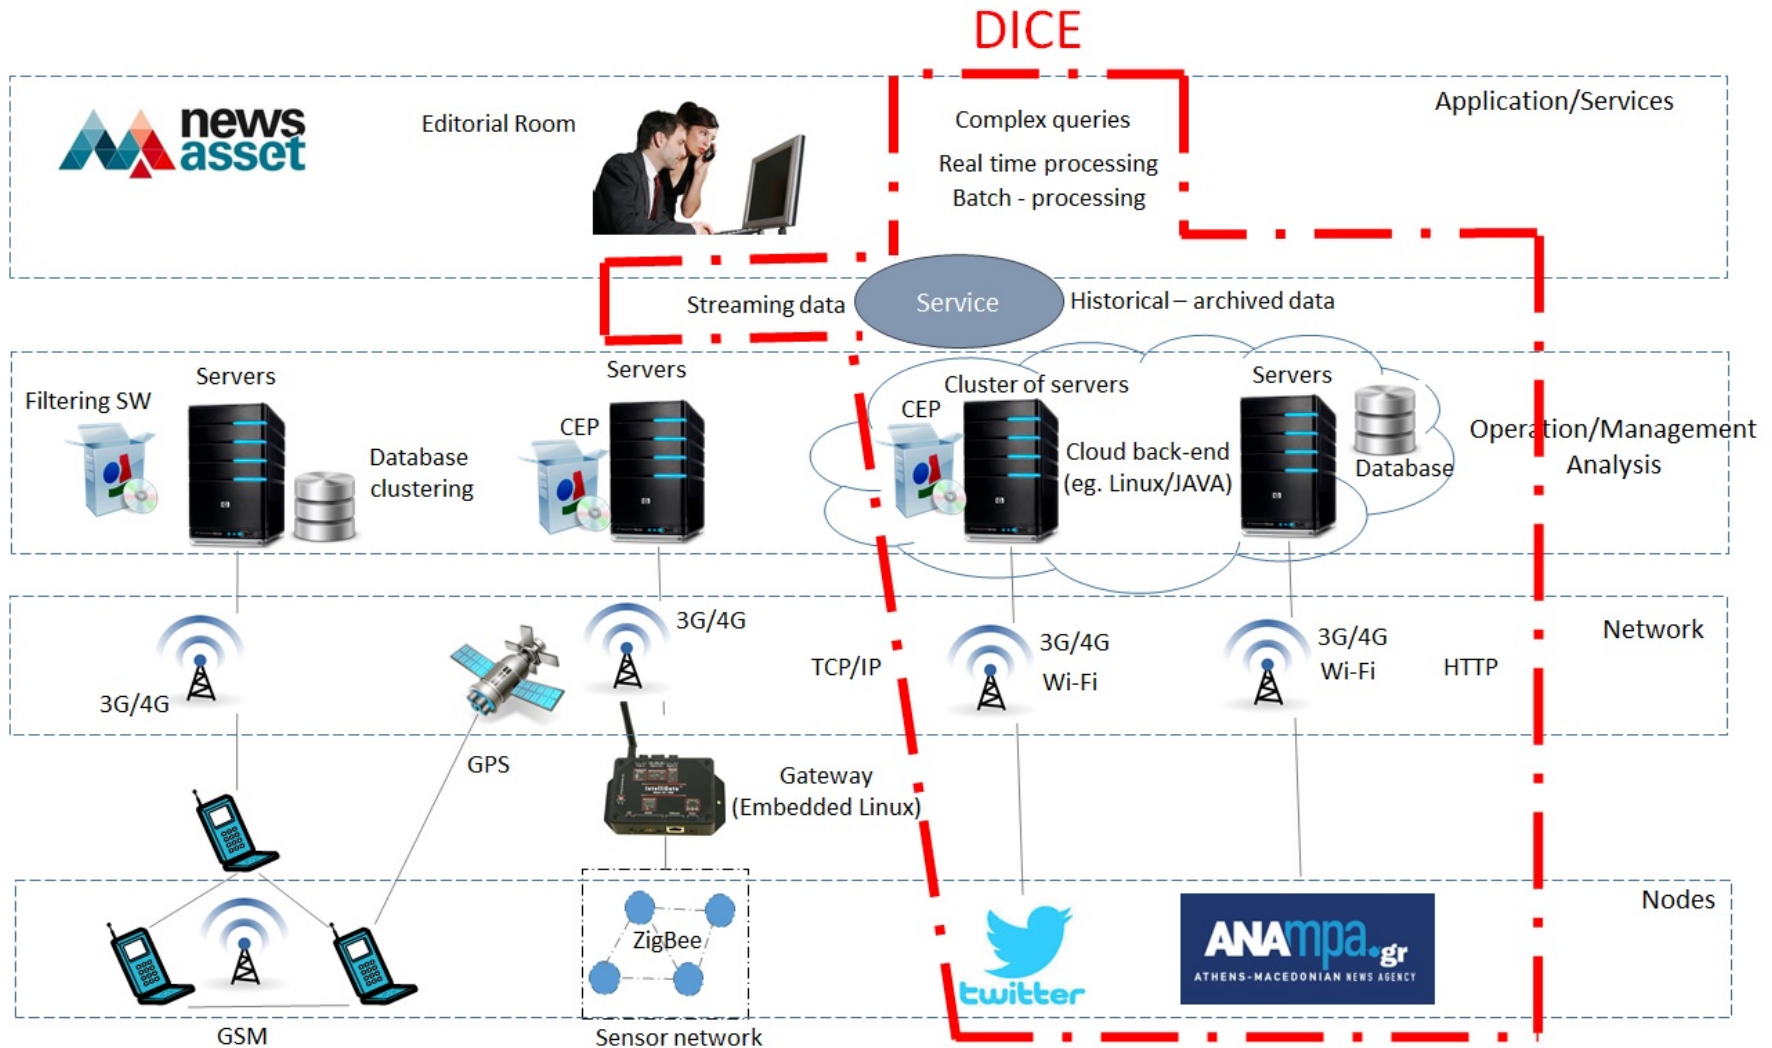 DICE
news
asset
Editorial Room
Complex queries
Real time processing
Batch - processing
Application/Services
Streaming data
Service
Historical – archived data
Filtering SW
Servers
Database
clustering
CEP
Servers
CEP
Cluster of servers
Cloud back-end
(eg. Linux/JAVA)
Servers
Database
Operation/Management
Analysis
3G/4G
GPS
3G/4G
TCP/IP
3G/4G
Wi-Fi
3G/4G
Wi-Fi
HTTP
Network
Gateway
(Embedded Linux)
GSM
ZigBee
Sensor network
twitter
ANAmpa.gr
ATHENS-MACEDONIAN NEWS AGENCY
Nodes